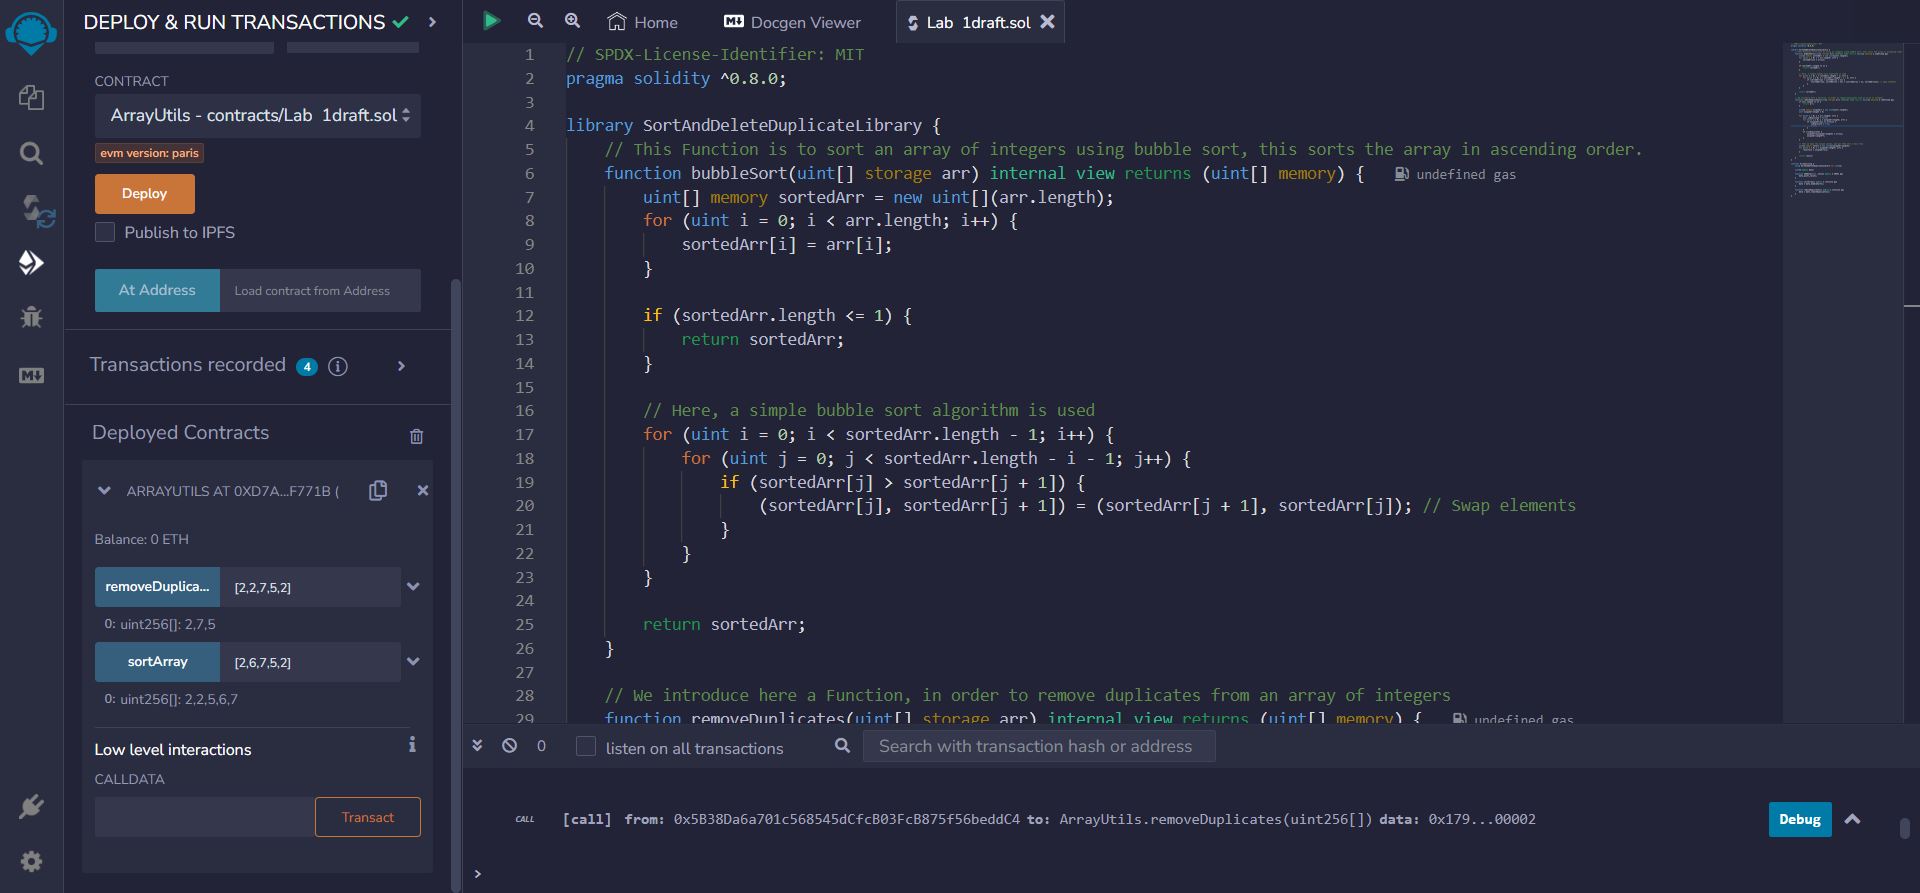 DEPLOY & RUN TRANSACTIONS
CONTRACT
ArrayUtils - contracts/Lab 1draft.sol
evm version: paris
Deploy
Publish to IPFS
At Address Load contract from Address
Transactions recorded 4 i
Deployed Contracts
ARRAYUTILS AT 0XD7A...F771B (
Balance: 0 ETH
removeDuplica... [2,2,7,5,2]
0: uint256[]: 2,7,5
sortArray [2,6,7,5,2]
0: uint256[]: 2,2,5,6,7
Low level interactions i
CALLDATA
Transact
Home Docgen Viewer Lab 1draft.sol
1 // SPDX-License-Identifier: MIT
2 pragma solidity ^0.8.0;
3
4 library SortAndDeleteDuplicateLibrary {
5 // This Function is to sort an array of integers using bubble sort, this sorts the array in ascending order.
6 function bubbleSort(uint[] storage arr) internal view returns (uint[] memory) { undefined gas
7 uint[] memory sortedArr = new uint[](arr.length);
8 for (uint i = 0; i < arr.length; i++) {
9 sortedArr[i] = arr[i];
10 }
11
12 if (sortedArr.length <= 1) {
13 return sortedArr;
14 }
15
16 // Here, a simple bubble sort algorithm is used
17 for (uint i = 0; i < sortedArr.length - 1; i++) {
18 for (uint j = 0; j < sortedArr.length - i - 1; j++) {
19 if (sortedArr[j] > sortedArr[j + 1]) {
20 (sortedArr[j], sortedArr[j + 1]) = (sortedArr[j + 1], sortedArr[j]); // Swap elements
21 }
22 }
23 }
24
25 return sortedArr;
26 }
27
28 // We introduce here a Function, in order to remove duplicates from an array of integers
29 function removeDuplicates(uint[] storage arr) internal view returns (uint[] memory) { undefined gas
0 listen on all transactions Search with transaction hash or address
CALL [call] from: 0x5B38Da6a701c568545dCfcB03FcB875f56beddC4 to: ArrayUtils.removeDuplicates(uint256[]) data: 0x179...00002 Debug
>